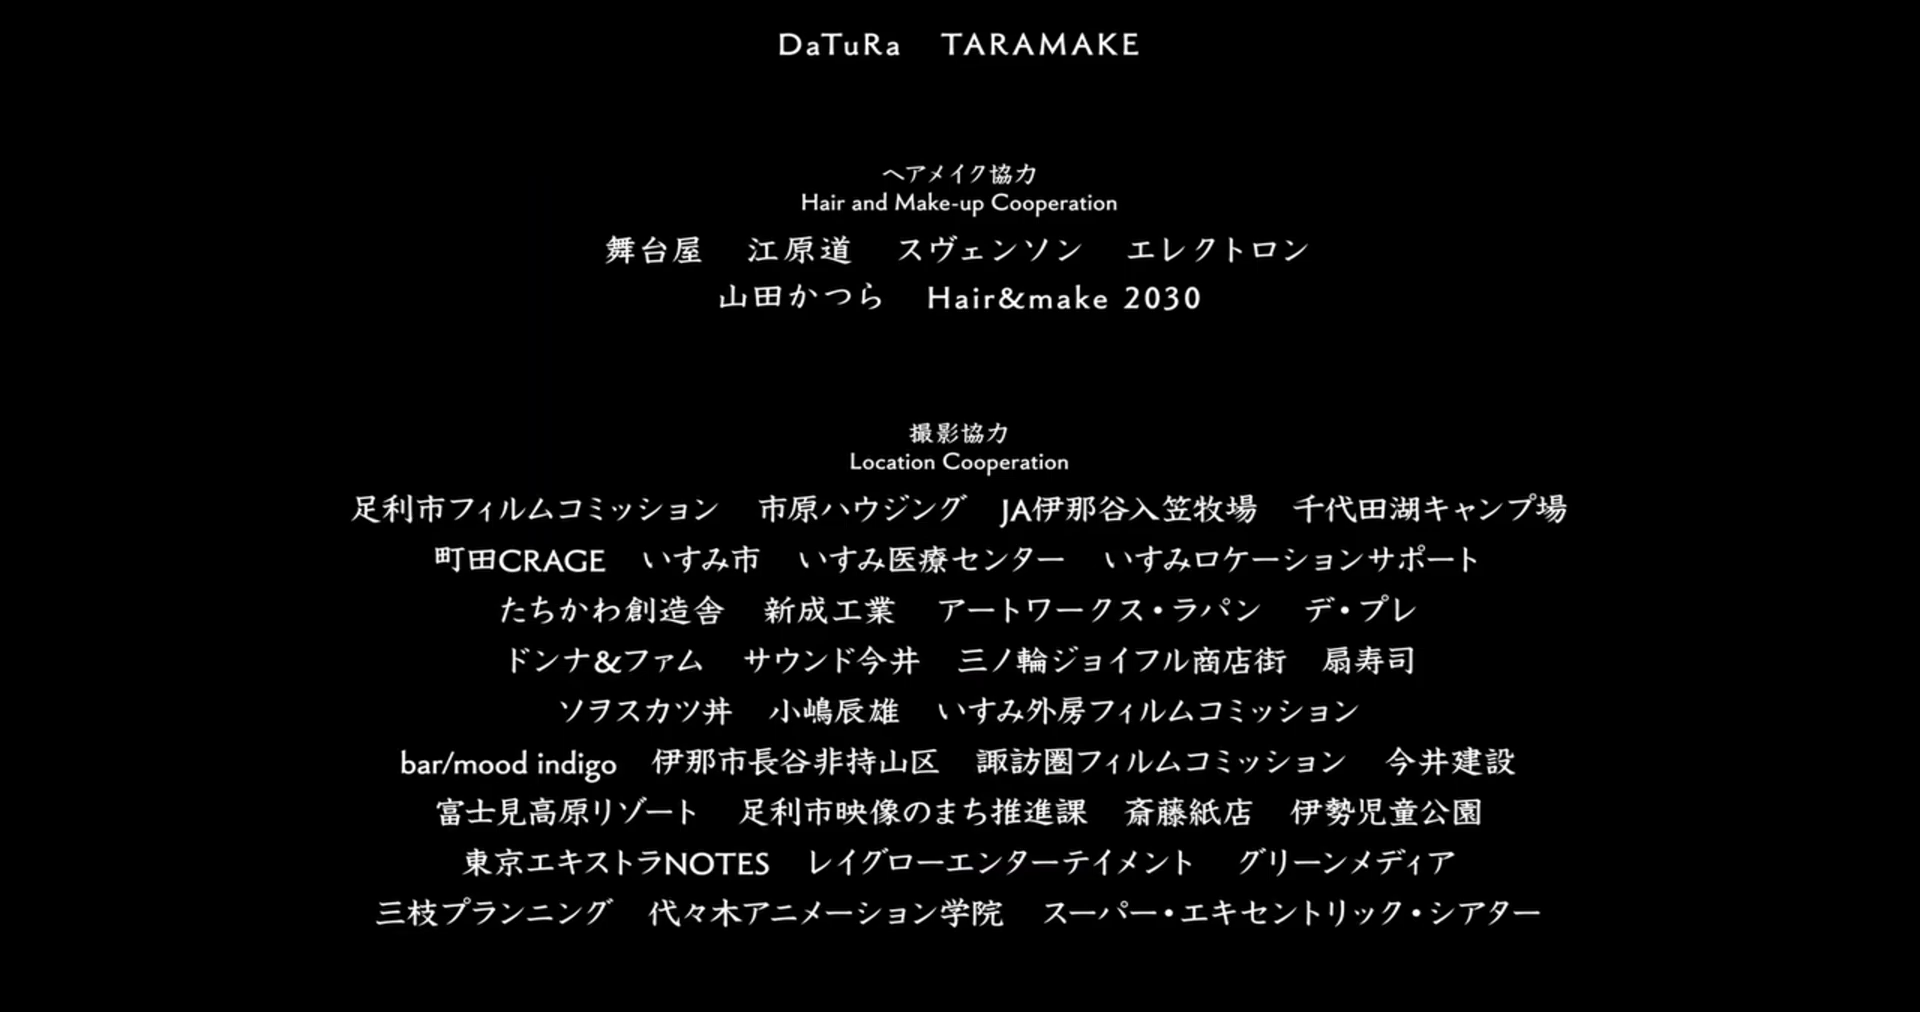 DaTuRa　TARAMAKE
ヘアメイク協力
Hair and Make-up Cooperation
舞台屋　江原道　スヴェンソン　エレクトロン
山田かつら　Hair&make 2030
撮影協力
Location Cooperation
足利市フィルムコミッション　市原ハウジング　JA伊那谷入笠牧場　千代田湖キャンプ場
町田CRAGE　いすみ市　いすみ医療センター　いすみロケーションサポート
たちかわ創造舎　新成工業　アートワークス・ラパン　デ・プレ
ドンナ&ファム　サウンド今井　三ノ輪ジョイフル商店街　扇寿司
ソヲスカツ丼　小嶋辰雄　いすみ外房フィルムコミッション
bar/mood indigo　伊那市長谷非持山区　諏訪圏フィルムコミッション　今井建設
富士見高原リゾート　足利市映像のまち推進課　斎藤紙店　伊勢児童公園
東京エキストラNOTES　レイグローエンターテイメント　グリーンメディア
三枝プランニング　代々木アニメーション学院　スーパー・エキセントリック・シアター